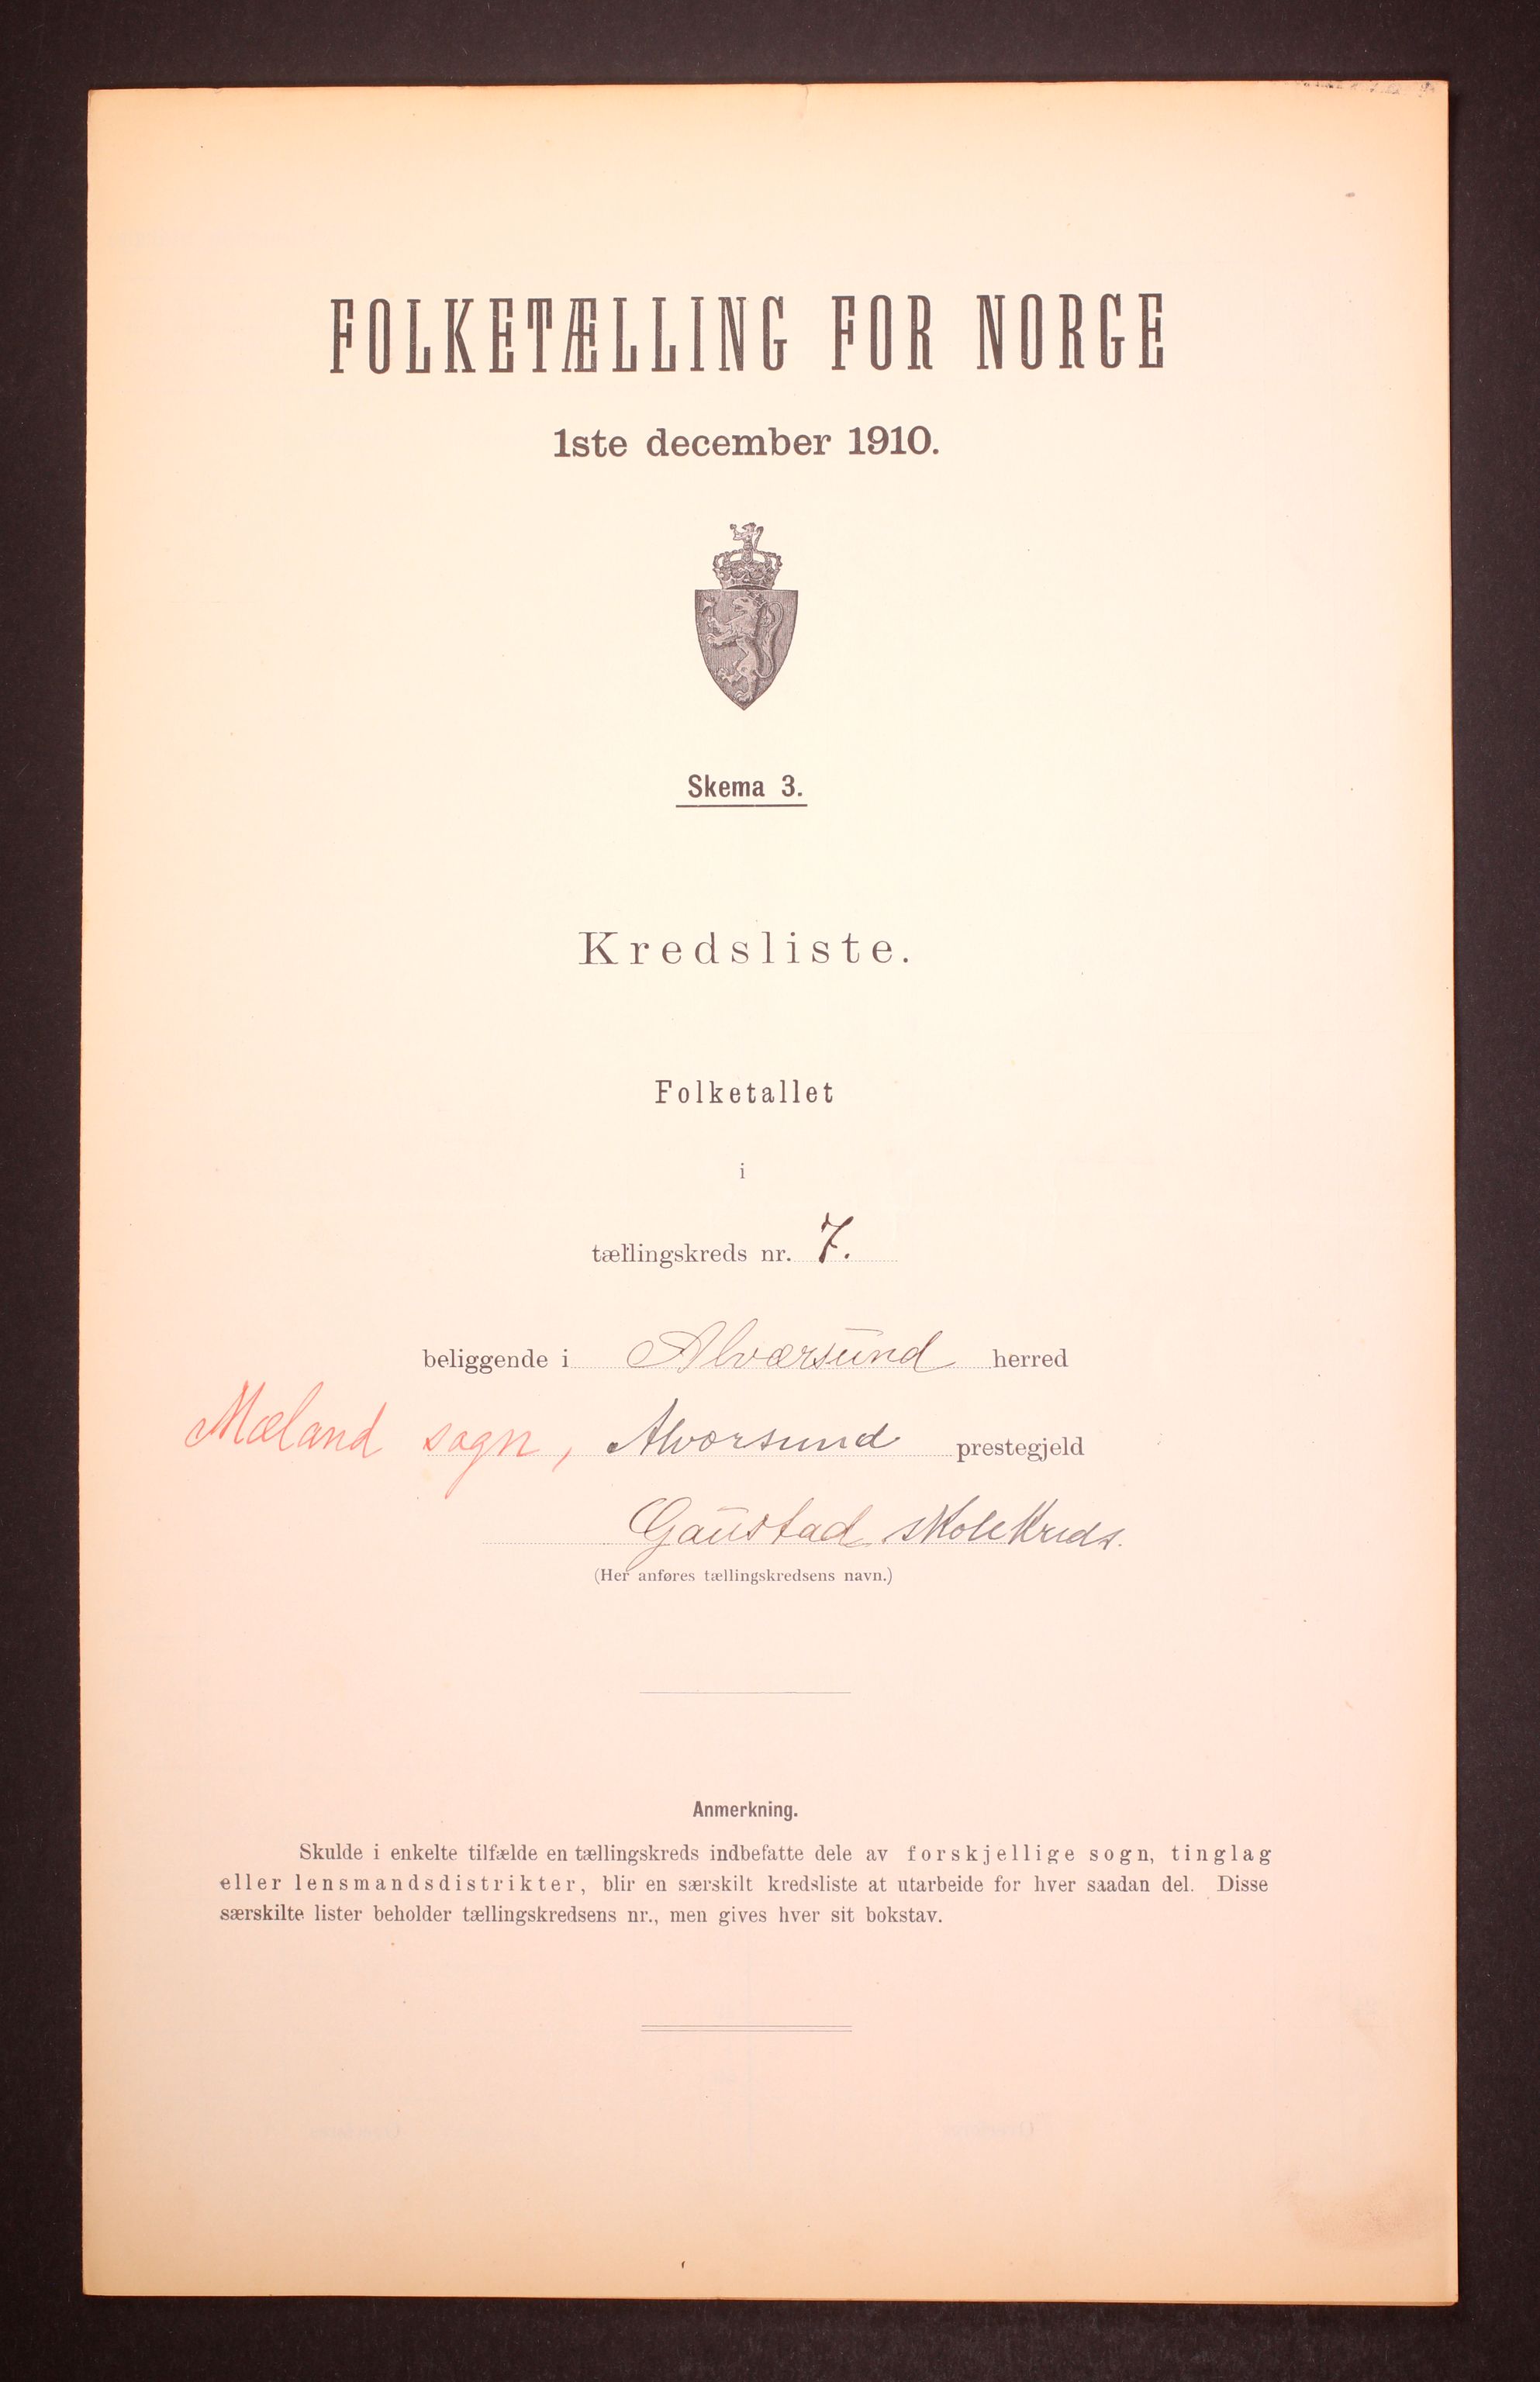 FOLKETÆLLING FOR NORGE
1ste december 1910.
Skema 3.
Kredsliste.
Folketallet
i
tællingskreds nr. 7.
beliggende i Alværsund herred
Mæland sogn, Alversund prestegjeld
Gaustad skolekreds.
(Her anføres tællingskredsens navn.)
Anmerkning.
Skulde i enkelte tilfælde en tællingskreds indbefatte dele av forskjellige sogn, tinglag
eller lensmandsdistrikter, blir en særskilt kredsliste at utarbeide for hver saadan del. Disse
særskilte lister beholder tællingskredsens nr., men gives hver sit bokstav.